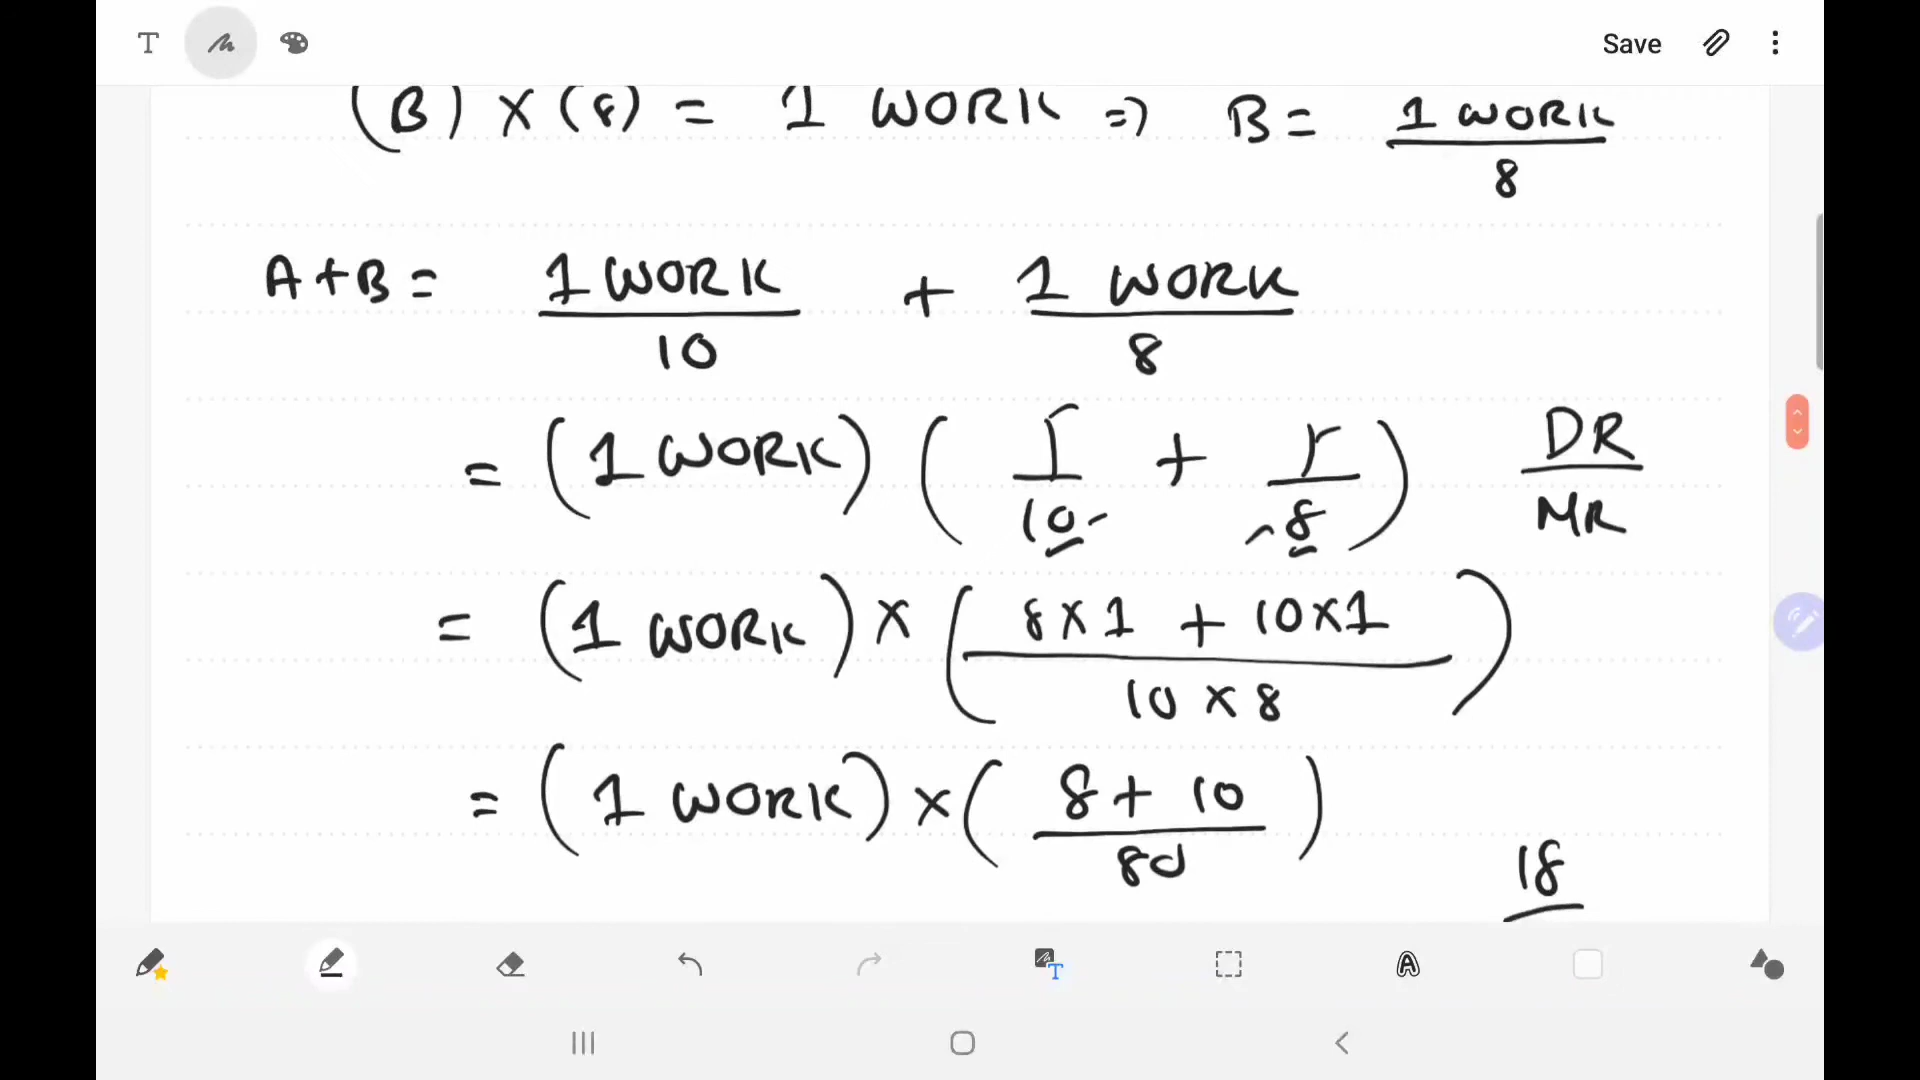 T Save
(B) X (8) = 1 WORK => B = 1 WORK
8
A+B = 1 WORK + 1 WORK
10 8
= (1 WORK) ( 1 + 1 ) DR
10 8 MR
= (1 WORK) X ( 8X1 + 10X1 )
10 X 8
= ( 1 WORK) X ( 8 + 10 )
80
18
T A